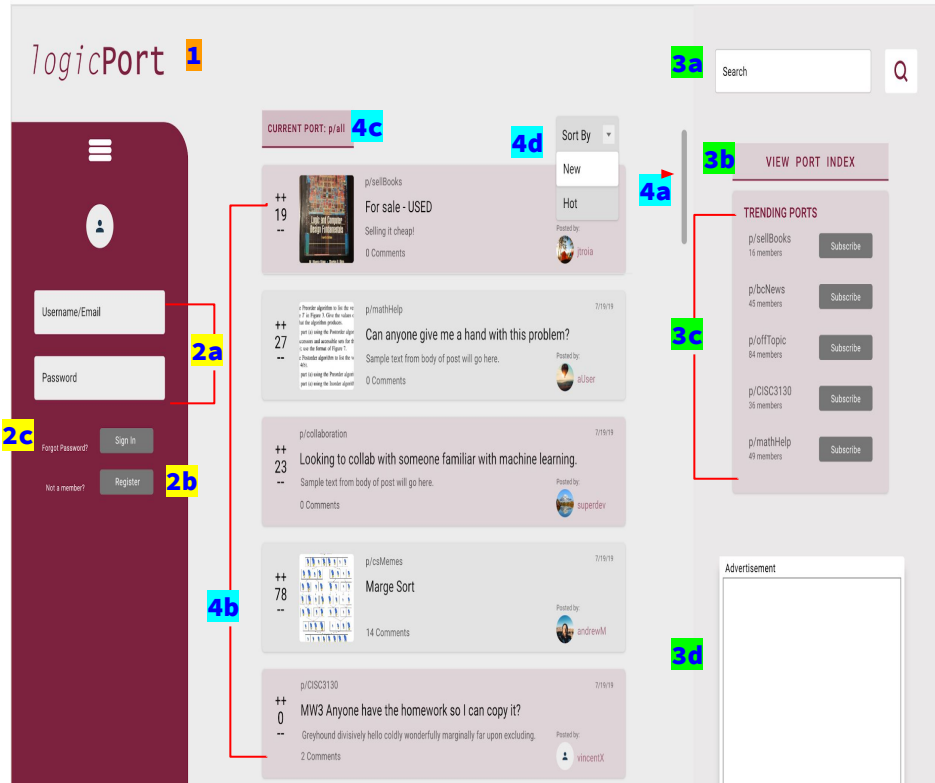 logicPort
1
3a
Search
CURRENT PORT: p/all
4c
4d
Sort By
New
Hot
4a
3b
VIEW PORT INDEX
2a
Username/Email
Password
2c
Forgot Password?
Sign In
Not a member?
Register
2b
4b
++
19
--
p/sellBooks
For sale - USED
Selling it cheap!
0 Comments
Posted by:
jtroia
Logic and Computer
Design Fundamentals
++
27
--
p/mathHelp
7/19/19
Can anyone give me a hand with this problem?
Sample text from body of post will go here.
0 Comments
Posted by:
aUser
++
23
--
p/collaboration
7/19/19
Looking to collab with someone familiar with machine learning.
Sample text from body of post will go here.
0 Comments
Posted by:
superdev
++
78
--
p/csMemes
7/19/19
Marge Sort
14 Comments
Posted by:
andrewM
++
0
--
p/CISC3130
7/19/19
MW3 Anyone have the homework so I can copy it?
Greyhound divisively hello coldly wonderfully marginally far upon excluding.
2 Comments
Posted by:
vincentX
3c
TRENDING PORTS
p/sellBooks
16 members
Subscribe
p/bcNews
45 members
Subscribe
p/offTopic
84 members
Subscribe
p/CISC3130
36 members
Subscribe
p/mathHelp
49 members
Subscribe
3d
Advertisement